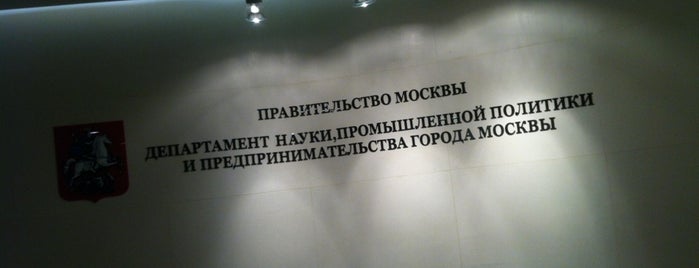 ПРАВИТЕЛЬСТВО МОСКВЫ
ДЕПАРТАМЕНТ НАУКИ,ПРОМЫШЛЕННОЙ ПОЛИТИКИ
И ПРЕДПРИНИМАТЕЛЬСТВА ГОРОДА МОСКВЫ